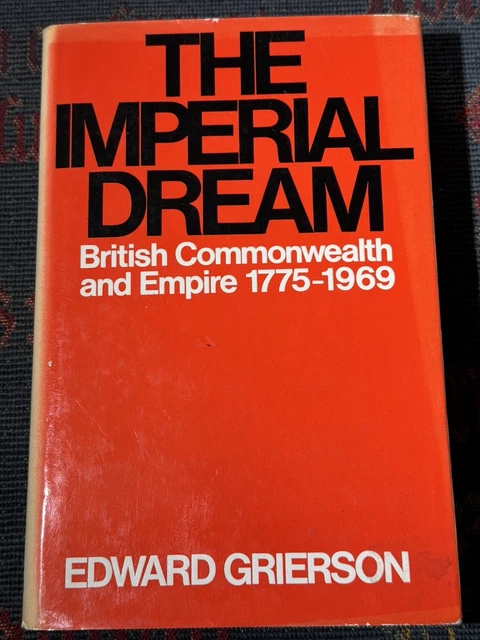 THE
IMPERIAL
DREAM
British Commonwealth
and Empire 1775-1969
EDWARD GRIERSON